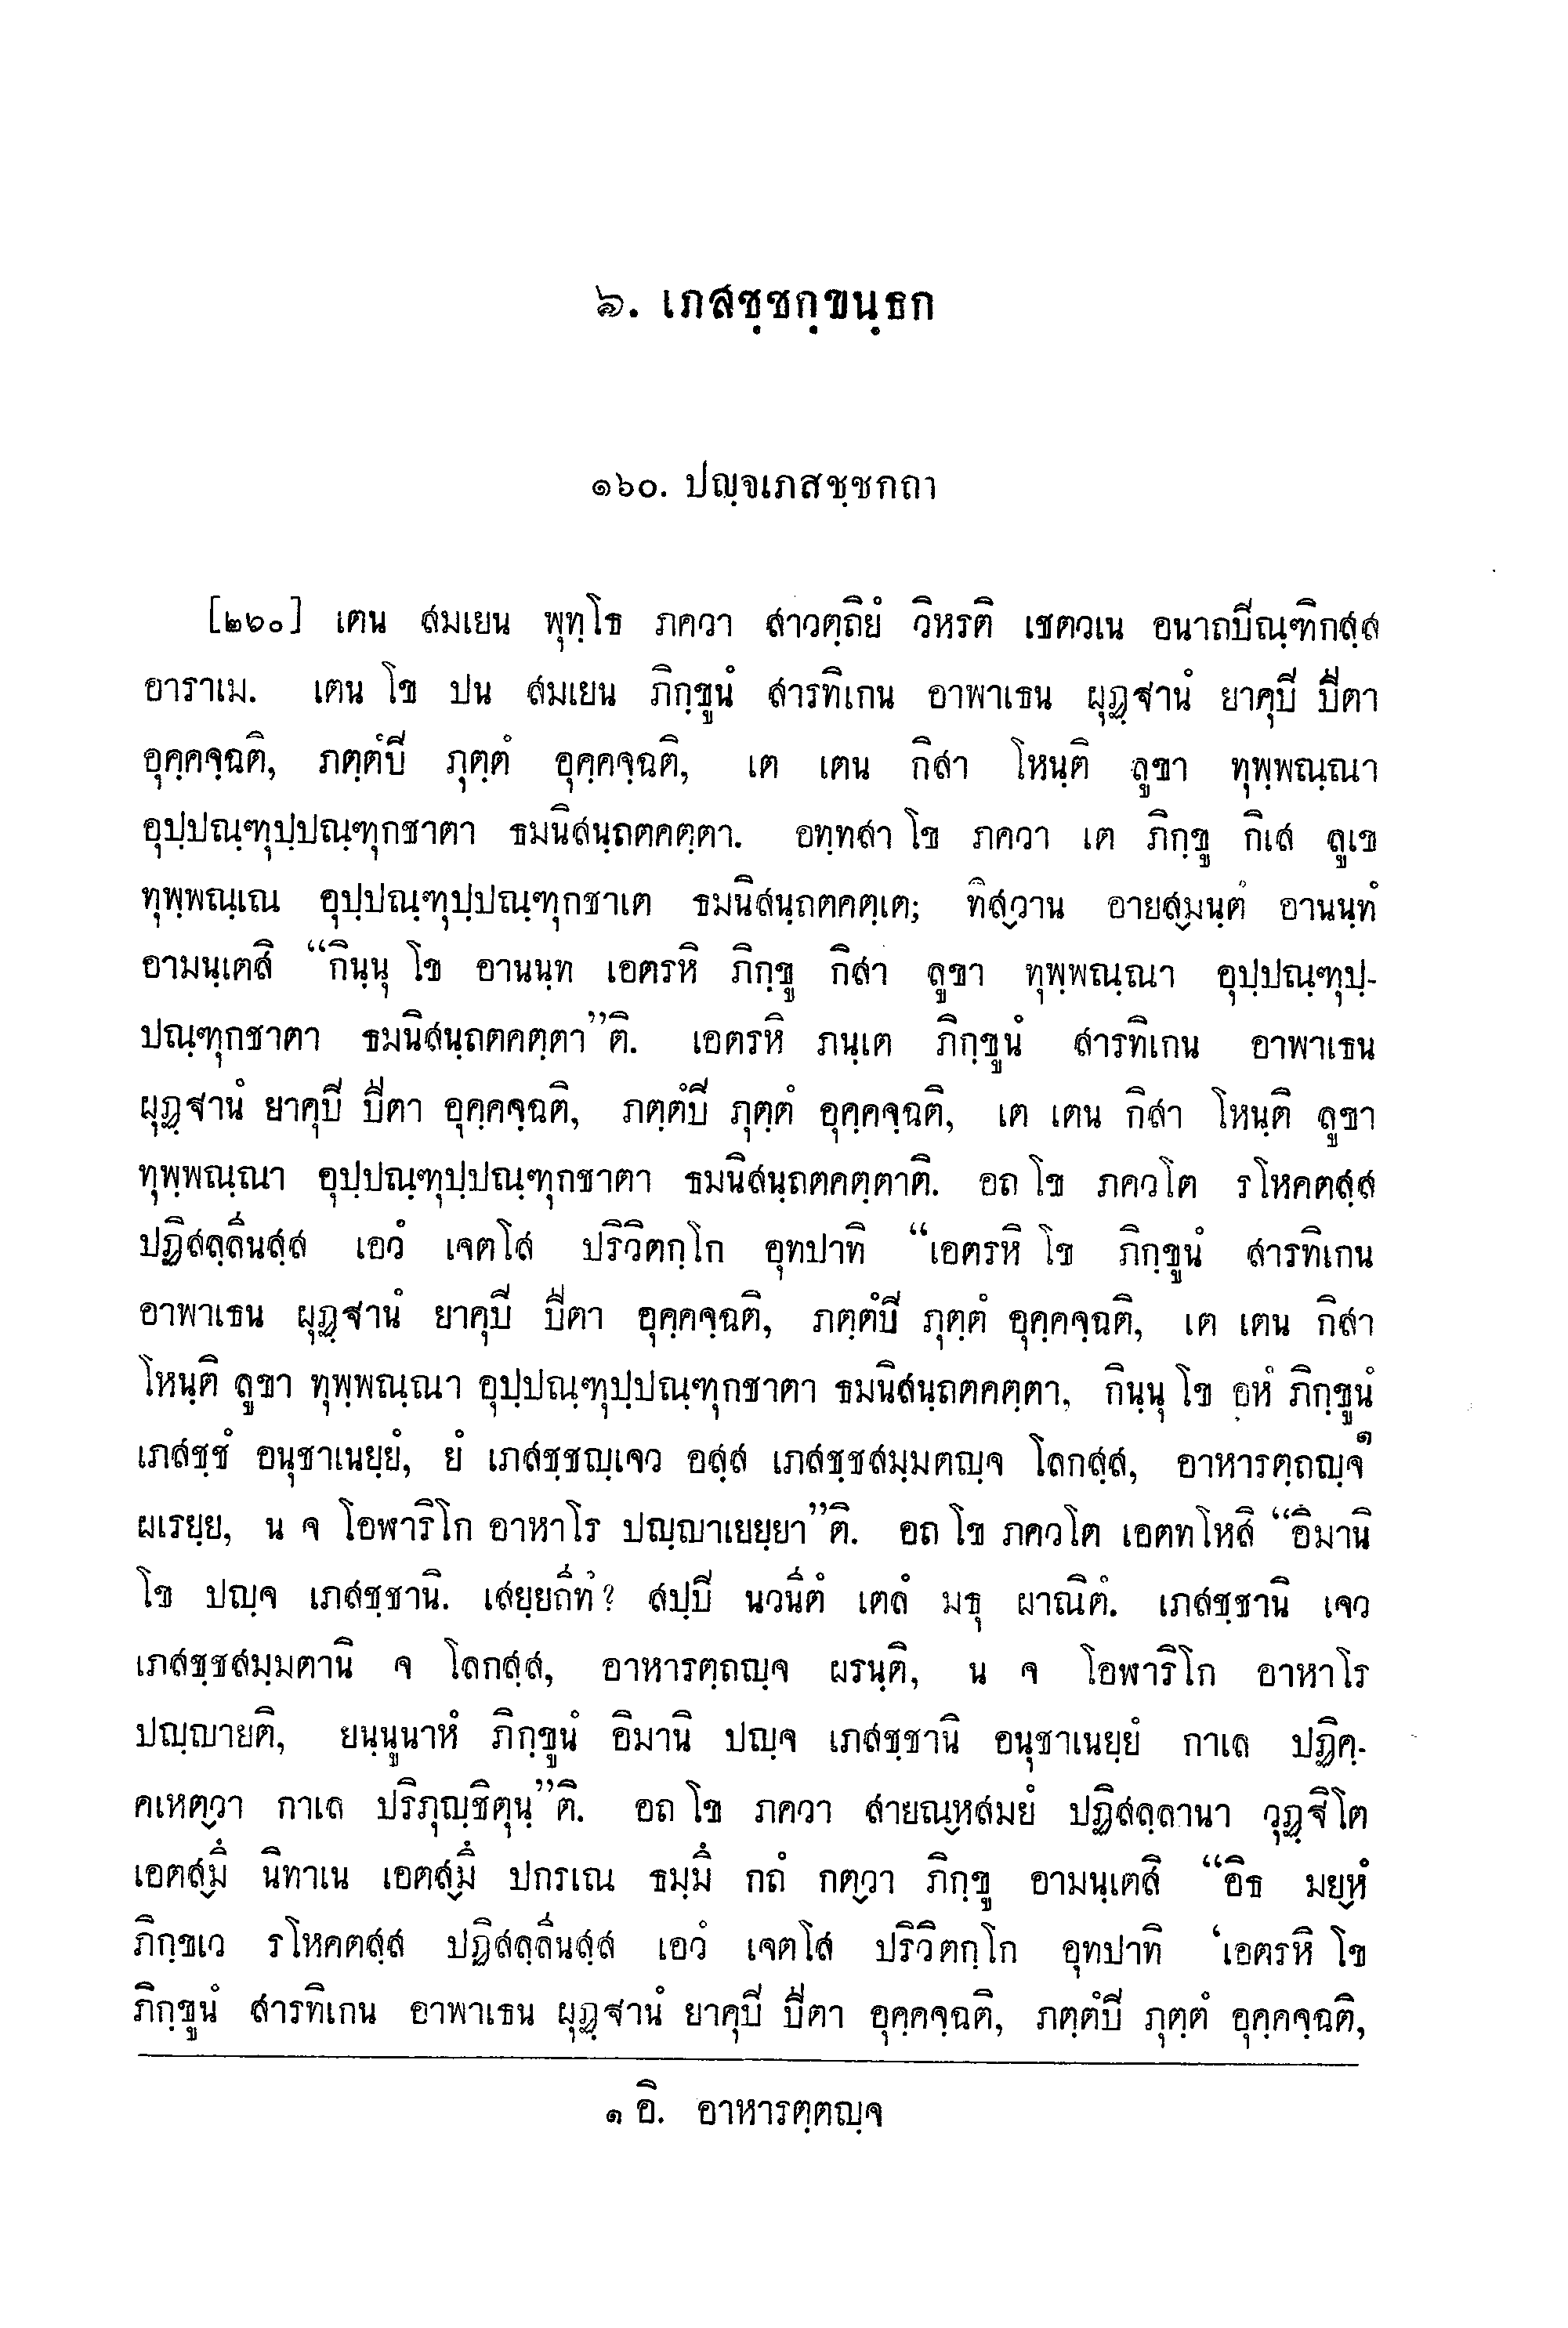 ๖. เภสชฺชกฺขนฺธก
๑๖๐. ปญฺจเภสชฺชกถา
[๒๖๐] เตน สมเยน พุทฺโธ ภควา สาวตฺถิยํ วิหรติ เชตวเน อนาถปิณฺฑิกสฺส
อาราเม. เตน โข ปน สมเยน ภิกฺขูนํ สารทิเกน อาพาเธน ผุฏฺฐานํ ยาคุปิ ปีตา
อุคฺคจฺฉติ, ภตฺตํปิ ภุตฺตํ อุคฺคจฺฉติ, เต เตน กิสา โหนฺติ ลูขา ทุพฺพณฺณา
อุปฺปณฺฑุปฺปณฺฑุกชาตา ธมนิสนฺถตคตฺตา. อทฺทสา โข ภควา เต ภิกฺขู กิเส ลูเข
ทุพฺพณฺเณ อุปฺปณฺฑุปฺปณฺฑุกชาเต ธมนิสนฺถตคตฺเต; ทิสฺวาน อายสฺมนฺตํ อานนฺทํ
อามนฺเตสิ “กินฺนุ โข อานนฺท เอตรหิ ภิกฺขู กิสา ลูขา ทุพฺพณฺณา อุปฺปณฺฑุปฺ-
ปณฺฑุกชาตา ธมนิสนฺถตคตฺตา”ติ. เอตรหิ ภนฺเต ภิกฺขูนํ สารทิเกน อาพาเธน
ผุฏฺฐานํ ยาคุปิ ปีตา อุคฺคจฺฉติ, ภตฺตํปิ ภุตฺตํ อุคฺคจฺฉติ, เต เตน กิสา โหนฺติ ลูขา
ทุพฺพณฺณา อุปฺปณฺฑุปฺปณฺฑุกชาตา ธมนิสนฺถตคตฺตาติ. อถ โข ภควโต รโหคตสฺส
ปฏิสลฺลีนสฺส เอวํ เจตโส ปริวิตกฺโก อุทปาทิ “เอตรหิ โข ภิกฺขูนํ สารทิเกน
อาพาเธน ผุฏฺฐานํ ยาคุปิ ปีตา อุคฺคจฺฉติ, ภตฺตํปิ ภุตฺตํ อุคฺคจฺฉติ, เต เตน กิสา
โหนฺติ ลูขา ทุพฺพณฺณา อุปฺปณฺฑุปฺปณฺฑุกชาตา ธมนิสนฺถตคตฺตา, กินฺนุ โข อหํ ภิกฺขูนํ
เภสชฺชํ อนุชาเนยฺยํ, ยํ เภสชฺชญฺเจว อสฺส เภสชฺชสมฺมตญฺจ โลกสฺส, อาหารตฺถญฺจ๑
ผเรยฺย, น จ โอฬาริโก อาหาโร ปญฺญาเยยฺยา”ติ. อถ โข ภควโต เอตทโหสิ “อิมานิ
โข ปญฺจ เภสชฺชานิ. เสยฺยถีทํ? สปฺปิ นวนีตํ เตลํ มธุ ผาณิตํ. เภสชฺชานิ เจว
เภสชฺชสมฺมตานิ จ โลกสฺส, อาหารตฺถญฺจ ผรนฺติ, น จ โอฬาริโก อาหาโร
ปญฺญายติ, ยนฺนูนาหํ ภิกฺขูนํ อิมานิ ปญฺจ เภสชฺชานิ อนุชาเนยฺยํ กาเล ปฏิคฺ-
คเหตฺวา กาเล ปริภุญฺชิตุนฺ”ติ. อถ โข ภควา สายณฺหสมยํ ปฏิสลฺลานา วุฏฺฐิโต
เอตสฺมึ นิทาเน เอตสฺมึ ปกรเณ ธมฺมึ กถํ กตฺวา ภิกฺขู อามนฺเตสิ “อิธ มยฺหํ
ภิกฺขเว รโหคตสฺส ปฏิสลฺลีนสฺส เอวํ เจตโส ปริวิตกฺโก อุทปาทิ ‘เอตรหิ โข
ภิกฺขูนํ สารทิเกน อาพาเธน ผุฏฺฐานํ ยาคุปิ ปีตา อุคฺคจฺฉติ, ภตฺตํปิ ภุตฺตํ อุคฺคจฺฉติ,
๑ อิ. อาหารตฺตญฺจ